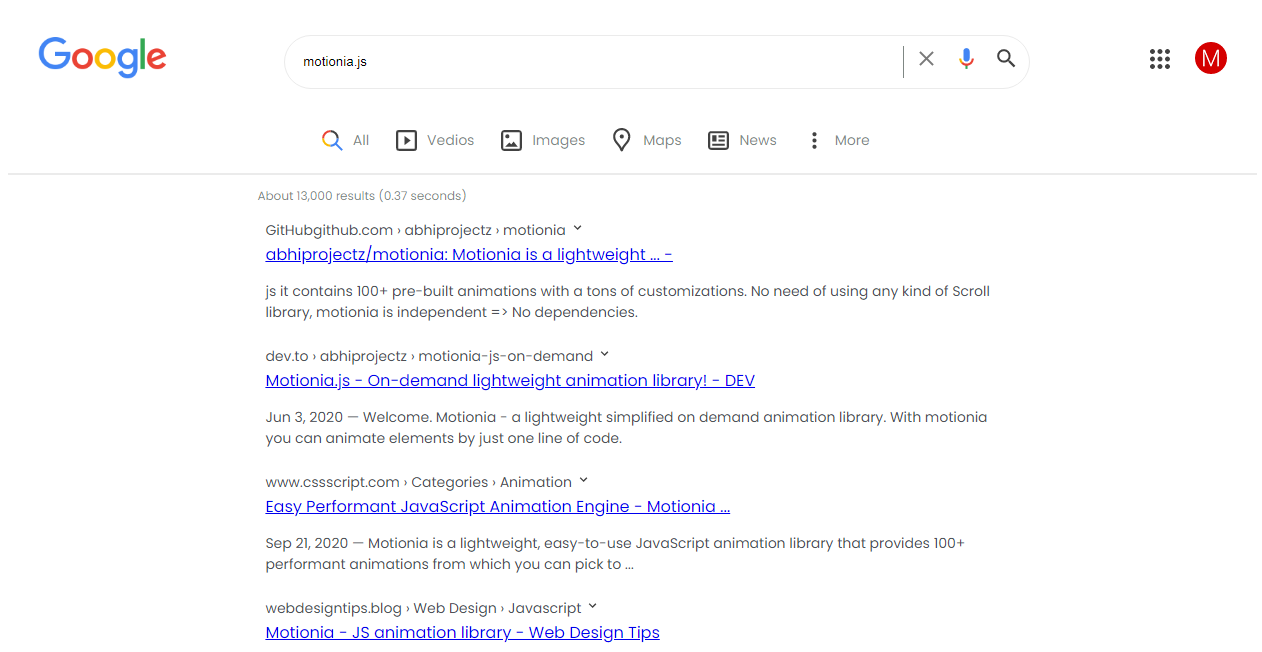 Google
motionia.js
M
All
Vedios
Images
Maps
News
More
About 13,000 results (0.37 seconds)
GitHubgithub.com › abhiprojectz › motionia
abhiprojectz/motionia: Motionia is a lightweight ... -
js it contains 100+ pre-built animations with a tons of customizations. No need of using any kind of Scroll
library, motionia is independent => No dependencies.
dev.to › abhiprojectz › motionia-js-on-demand
Motionia.js - On-demand lightweight animation library! - DEV
Jun 3, 2020 — Welcome. Motionia - a lightweight simplified on demand animation library. With motionia
you can animate elements by just one line of code.
www.cssscript.com › Categories › Animation
Easy Performant JavaScript Animation Engine - Motionia ...
Sep 21, 2020 — Motionia is a lightweight, easy-to-use JavaScript animation library that provides 100+
performant animations from which you can pick to ...
webdesigntips.blog › Web Design › Javascript
Motionia - JS animation library - Web Design Tips